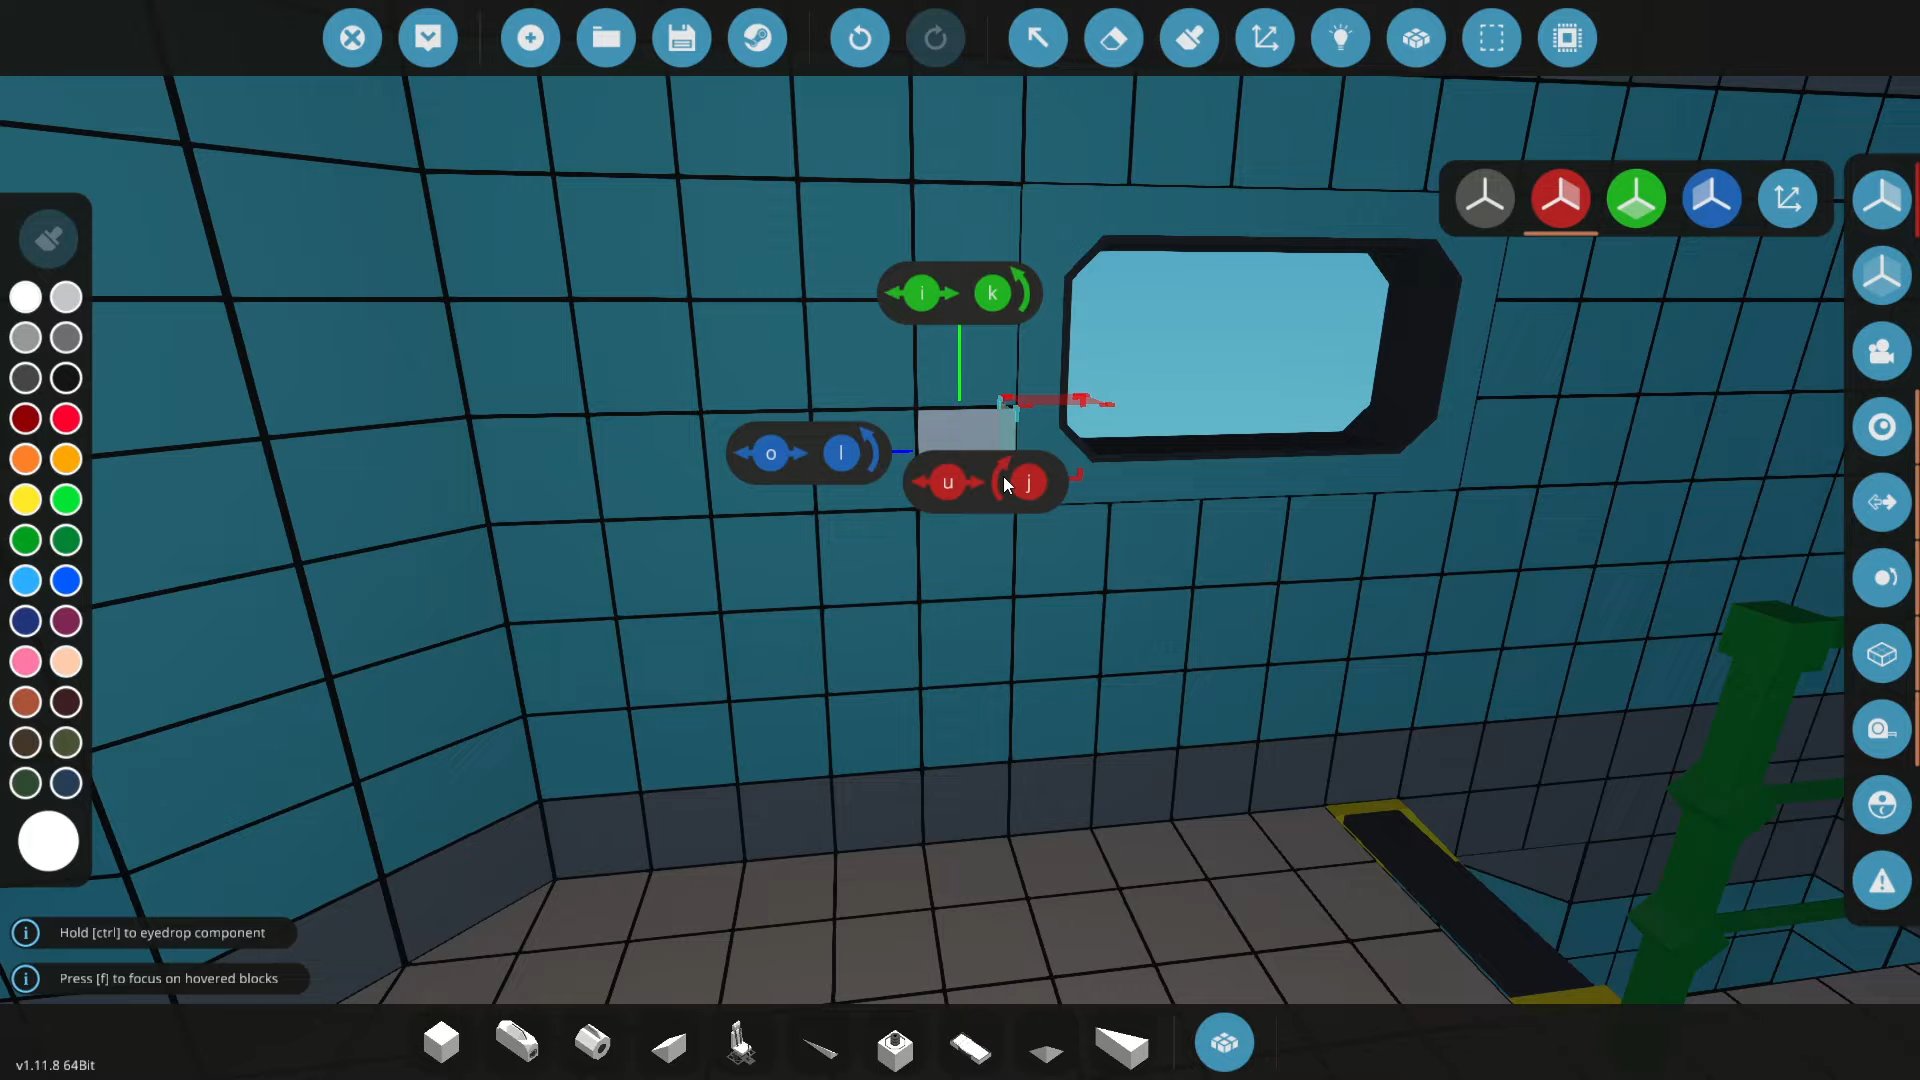 i k
o l
u j
Hold [ctrl] to eyedrop component
Press [f] to focus on hovered blocks
v1.11.8 64Bit